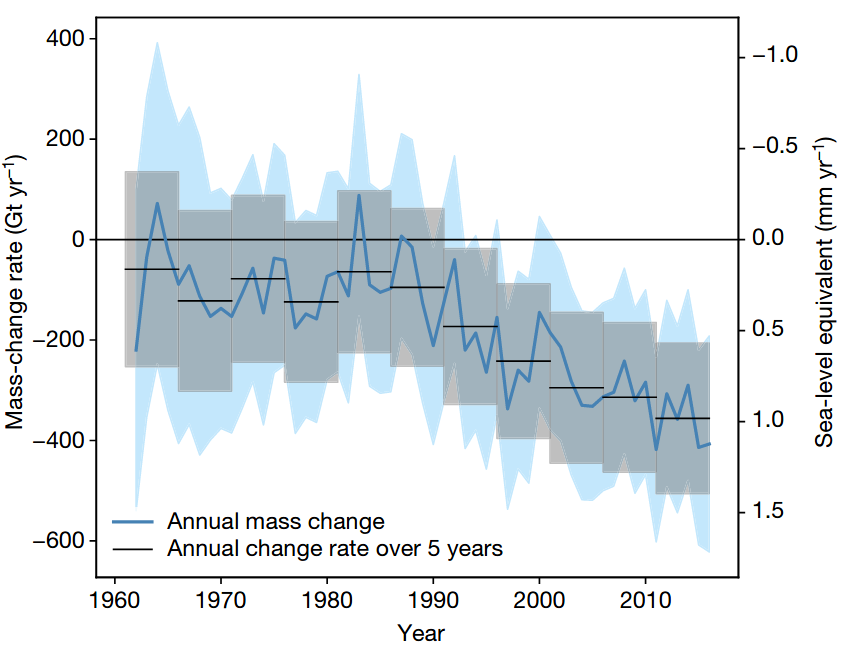 400
200
0
−200
−400
−600
Mass-change rate (Gt yr−1)
−1.0
−0.5
0.0
0.5
1.0
1.5
Sea-level equivalent (mm yr−1)
Annual mass change
Annual change rate over 5 years
1960 1970 1980 1990 2000 2010
Year